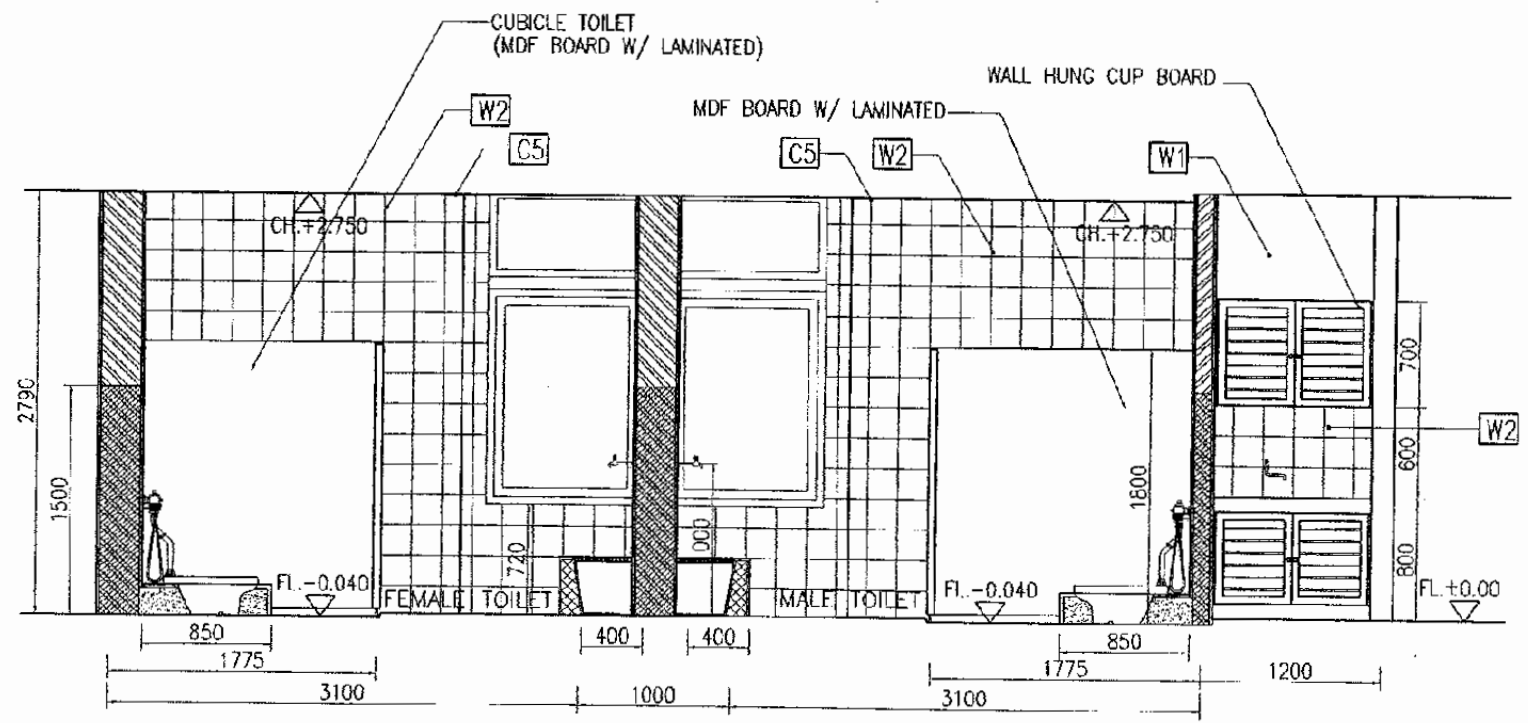 CUBICLE TOILET
(MDF BOARD W/ LAMINATED)
WALL HUNG CUP BOARD
MDF BOARD W/ LAMINATED
W2
C5
C5
W2
W1
CH.+2.750
CH.+2.750
2790
1500
700
600
800
W2
1800
720
000
FL.-0.040
FEMALE TOILET
MALE TOILET
FL.-0.040
FL.+0.00
850
400
400
850
1775
1775
1200
3100
1000
3100